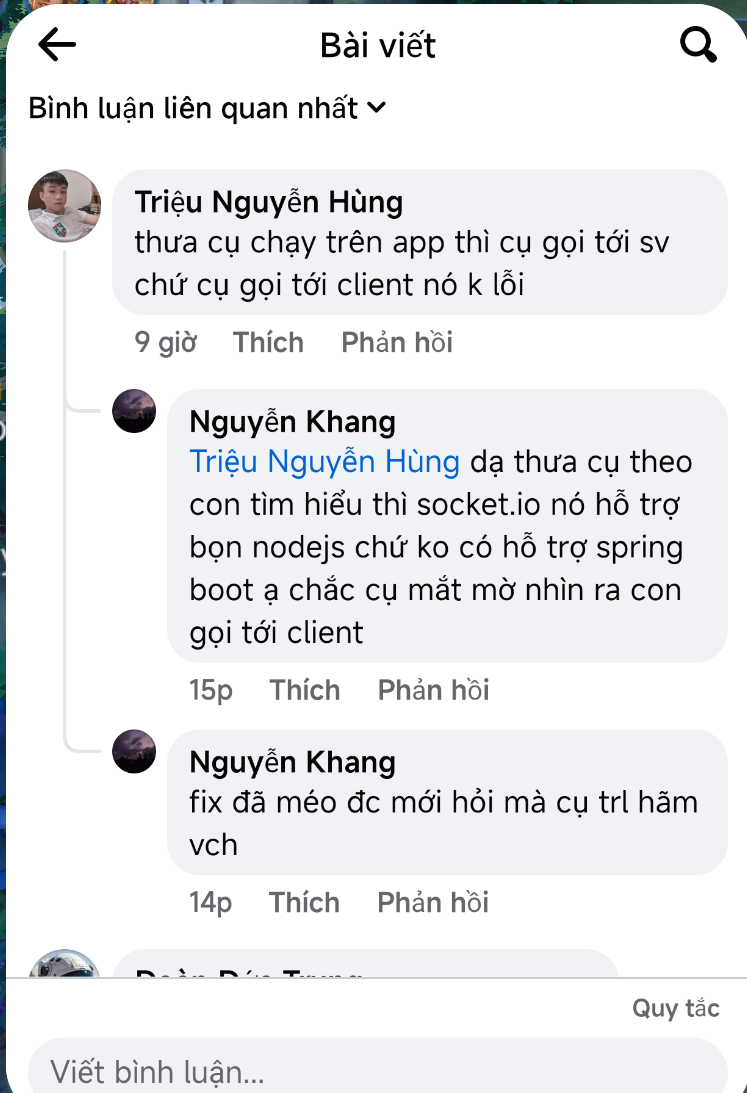 Bài viết
Bình luận liên quan nhất
Triệu Nguyễn Hùng
thưa cụ chạy trên app thì cụ gọi tới sv
chứ cụ gọi tới client nó k lỗi
9 giờ Thích Phản hồi
Nguyễn Khang
Triệu Nguyễn Hùng dạ thưa cụ theo
con tìm hiểu thì socket.io nó hỗ trợ
bọn nodejs chứ ko có hỗ trợ spring
boot ạ chắc cụ mắt mờ nhìn ra con
gọi tới client
15p Thích Phản hồi
Nguyễn Khang
fix đã méo đc mới hỏi mà cụ trl hãm
vch
14p Thích Phản hồi
Quy tắc
Viết bình luận...